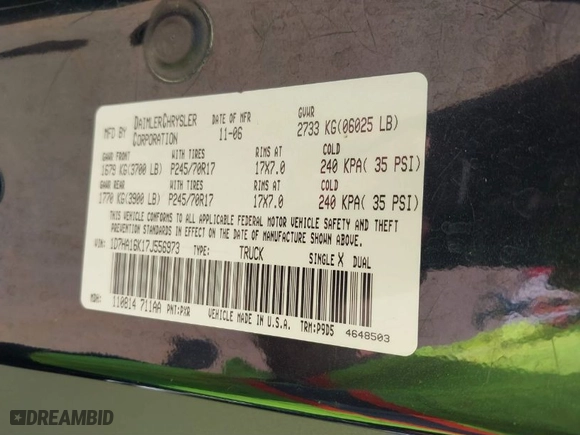 MFD BY DAIMLERCHRYSLER CORPORATION DATE OF MFR 11-06 GVWR 2733 KG(06025 LB)
GAWR FRONT WITH TIRES RIMS AT COLD
1679 KG(3700 LB) P245/70R17 17X7.0 240 KPA( 35 PSI)
GAWR REAR WITH TIRES RIMS AT COLD
1770 KG(3900 LB) P245/70R17 17X7.0 240 KPA( 35 PSI)
THIS VEHICLE CONFORMS TO ALL APPLICABLE FEDERAL MOTOR VEHICLE SAFETY AND THEFT
PREVENTION STANDARDS IN EFFECT ON THE DATE OF MANUFACTURE SHOWN ABOVE.
VIN: 1D7HA16K17J556973 TYPE: TRUCK SINGLE X DUAL
MDH: 110814 711AA PNT:PXR VEHICLE MADE IN U.S.A. TRM:P9D5 4648503
DREAMBID